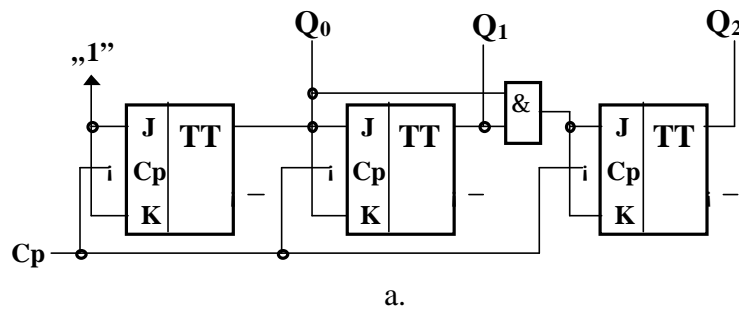 Q0 Q1 Q2
„1”
&
J TT J TT J TT
Cp Cp Cp
K K K
Cp
a.